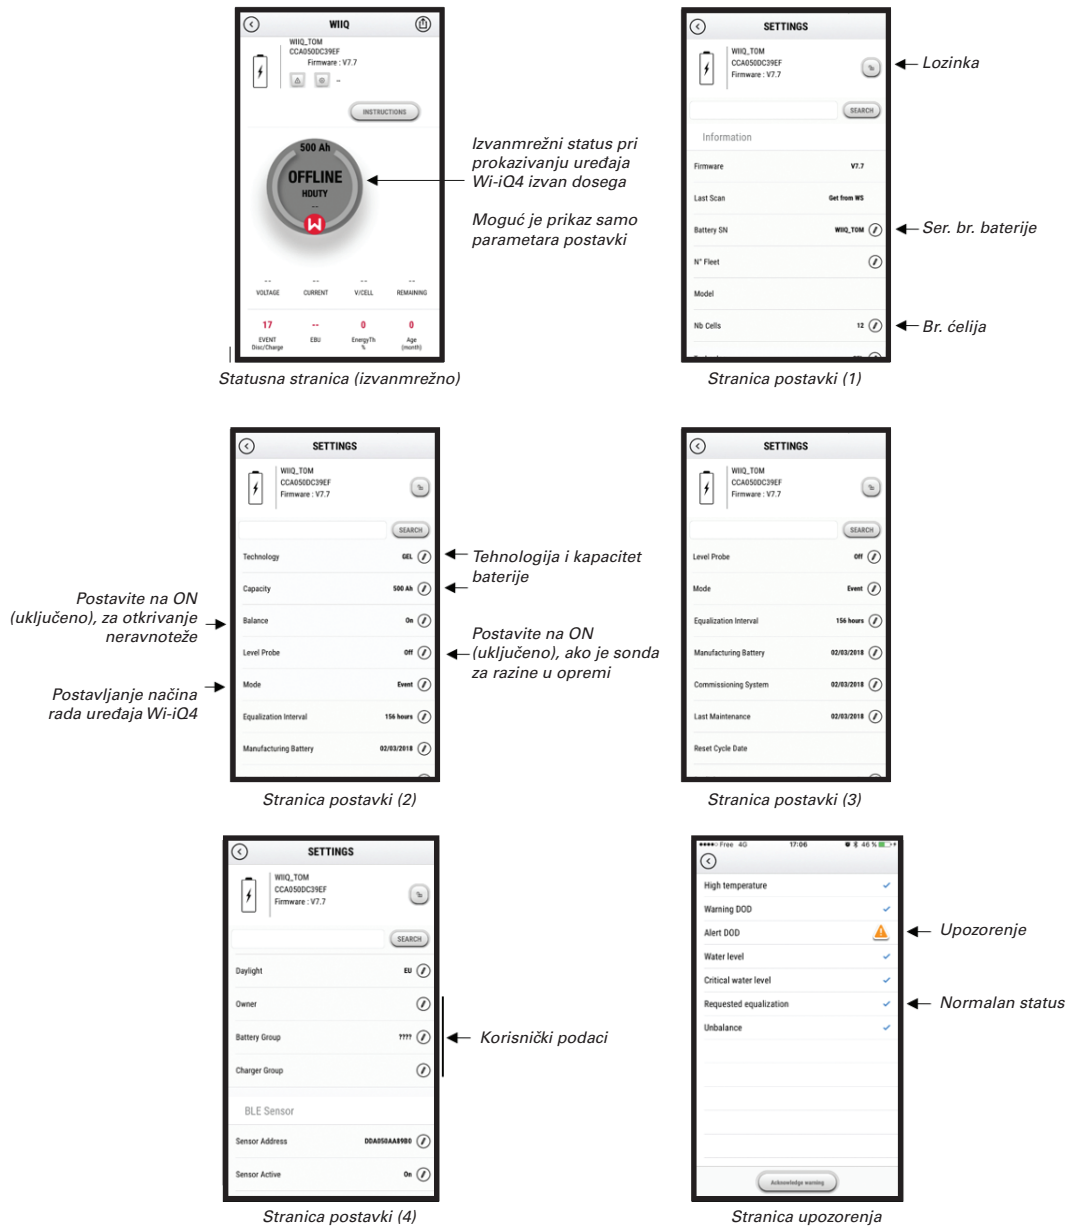 WIIQ
WIIQ_TOM
CCA050DC39EF
Firmware : V7.7
--
INSTRUCTIONS
500 Ah
OFFLINE
HDUTY
--
-- -- -- --
VOLTAGE CURRENT V/CELL REMAINING
17 -- 0 0
EVENT EBU EnergyTh Age
Disc/Charge % (month)
Izvanmrežni status pri
prokazivanju uređaja
Wi-iQ4 izvan dosega
Moguć je prikaz samo
parametara postavki
Statusna stranica (izvanmrežno)
SETTINGS
WIIQ_TOM
CCA050DC39EF
Firmware : V7.7
Lozinka
SEARCH
Information
Firmware V7.7
Last Scan Get from WS
Battery SN WIIQ_TOM
Ser. br. baterije
N° Fleet
Model
Nb Cells 12
Br. ćelija
Stranica postavki (1)
SETTINGS
WIIQ_TOM
CCA050DC39EF
Firmware : V7.7
SEARCH
Technology GEL
Capacity 500 Ah
Balance On
Level Probe Off
Mode Event
Equalization Interval 156 hours
Manufacturing Battery 02/03/2018
Tehnologija i kapacitet
baterije
Postavite na ON
(uključeno), za otkrivanje
neravnoteže
Postavite na ON
(uključeno), ako je sonda
za razine u opremi
Postavljanje načina
rada uređaja Wi-iQ4
Stranica postavki (2)
SETTINGS
WIIQ_TOM
CCA050DC39EF
Firmware : V7.7
SEARCH
Level Probe Off
Mode Event
Equalization Interval 156 hours
Manufacturing Battery 02/03/2018
Commissioning System 02/03/2018
Last Maintenance 02/03/2018
Reset Cycle Date
Stranica postavki (3)
SETTINGS
WIIQ_TOM
CCA050DC39EF
Firmware : V7.7
SEARCH
Daylight EU
Owner
Battery Group ????
Charger Group
Korisnički podaci
BLE Sensor
Sensor Address DDA050AA89B0
Sensor Active On
Stranica postavki (4)
Free 4G 17:06 46 %
High temperature
Warning DOD
Alert DOD
Upozorenje
Water level
Critical water level
Requested equalization
Normalan status
Unbalance
Acknowledge warning
Stranica upozorenja